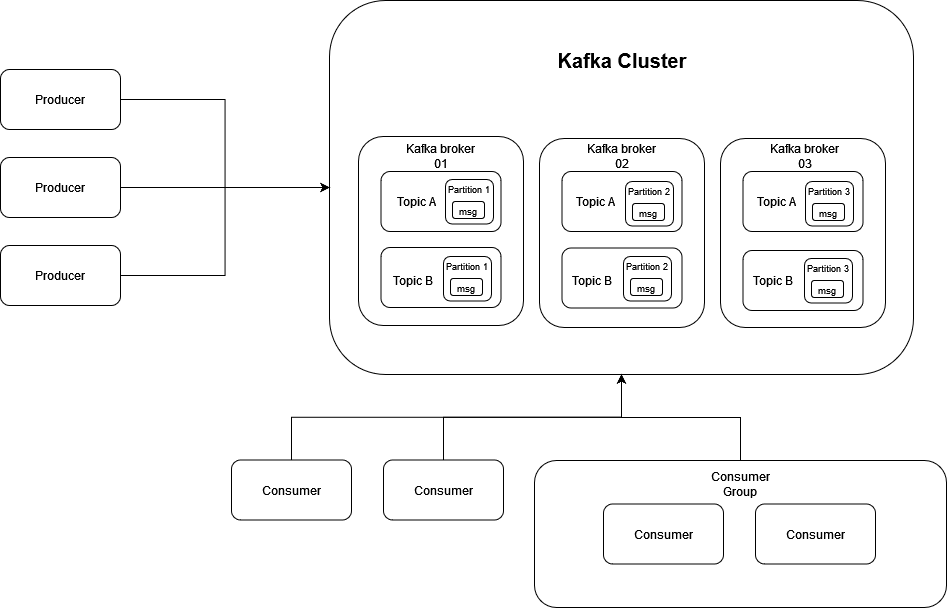 Kafka Cluster
Producer
Producer
Producer
Kafka broker
01
Topic A
Partition 1
msg
Topic B
Partition 1
msg
Kafka broker
02
Topic A
Partition 2
msg
Topic B
Partition 2
msg
Kafka broker
03
Topic A
Partition 3
msg
Topic B
Partition 3
msg
Consumer
Consumer
Consumer
Group
Consumer
Consumer